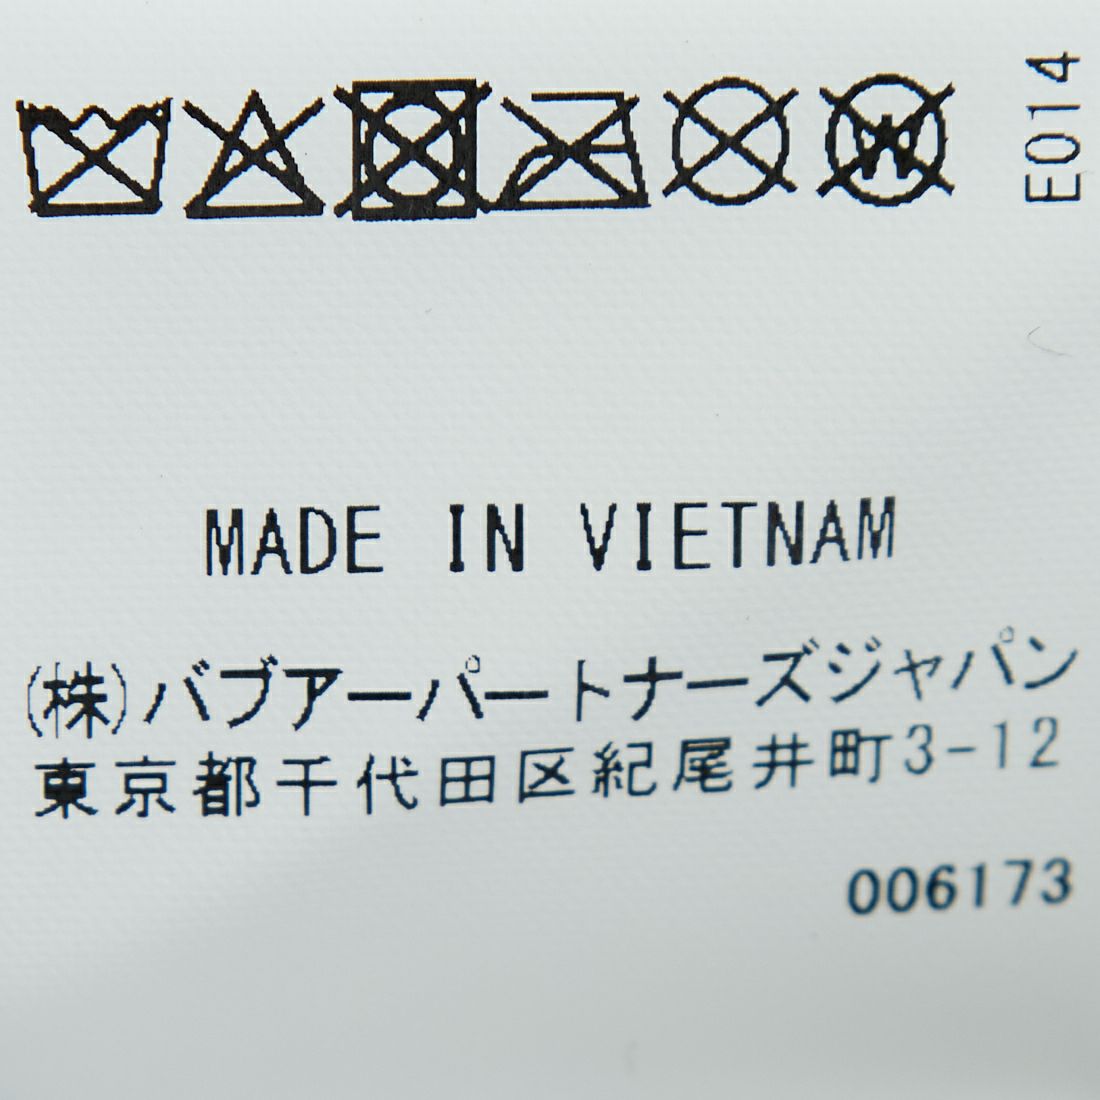 E014
MADE IN VIETNAM
(株)バブアーパートナーズジャパン
東京都千代田区紀尾井町3-12
006173